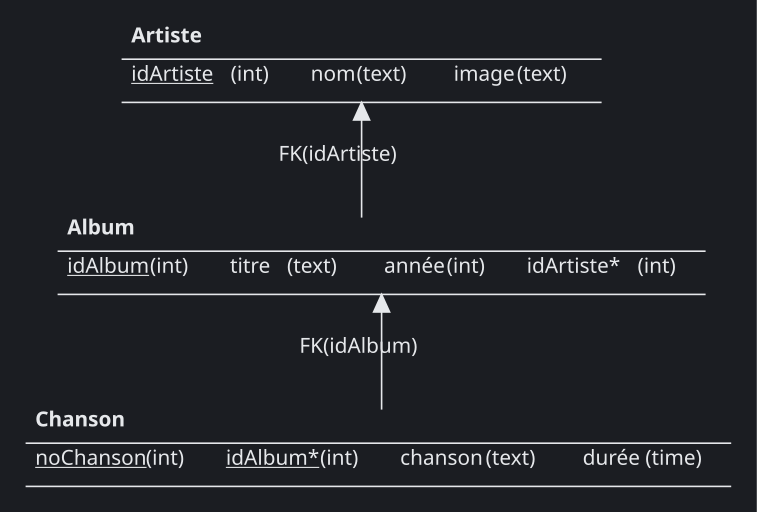 Artiste
idArtiste (int) nom(text) image(text)
FK(idArtiste)
Album
idAlbum(int) titre (text) année(int) idArtiste* (int)
FK(idAlbum)
Chanson
noChanson(int) idAlbum*(int) chanson(text) durée (time)